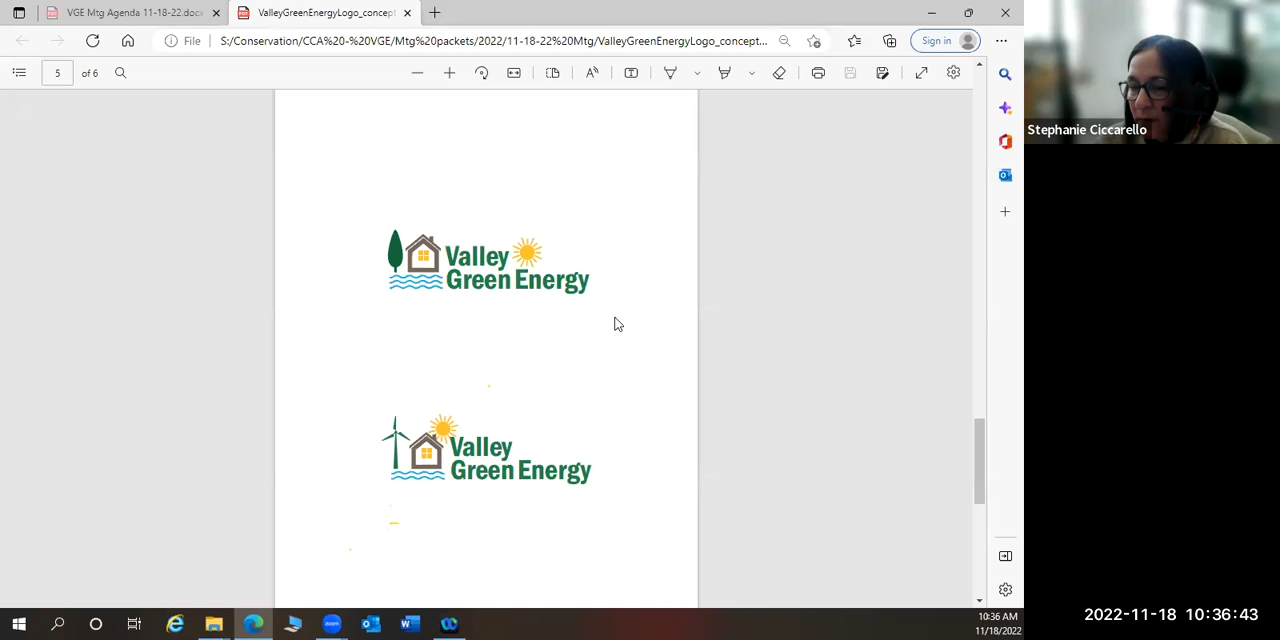 VGE Mtg Agenda 11-18-22.docx
ValleyGreenEnergyLogo_concept
File
S:/Conservation/CCA%20-%20VGE/Mtg%20packets/2022/11-18-22%20Mtg/ValleyGreenEnergyLogo_concept...
Sign in
5
of 6
Stephanie Ciccarello
Valley
Green Energy
Valley
Green Energy
2022-11-18 10:36:43
10:36 AM
11/18/2022